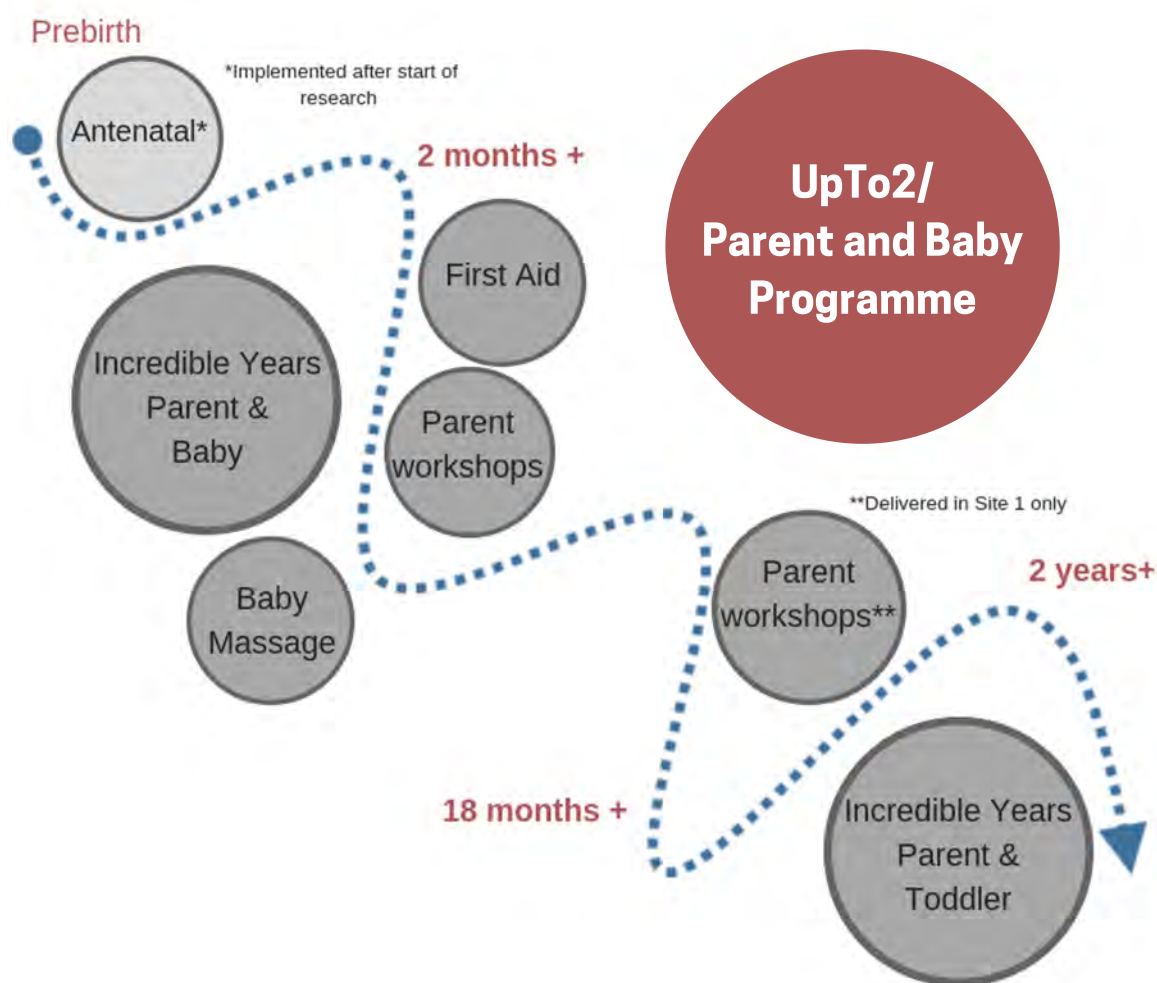 Prebirth
*Implemented after start of
research
Antenatal*
2 months +
UpTo2/
Parent and Baby
Programme
First Aid
Incredible Years
Parent &
Baby
Parent
workshops
Baby
Massage
**Delivered in Site 1 only
Parent
workshops**
2 years+
18 months +
Incredible Years
Parent &
Toddler